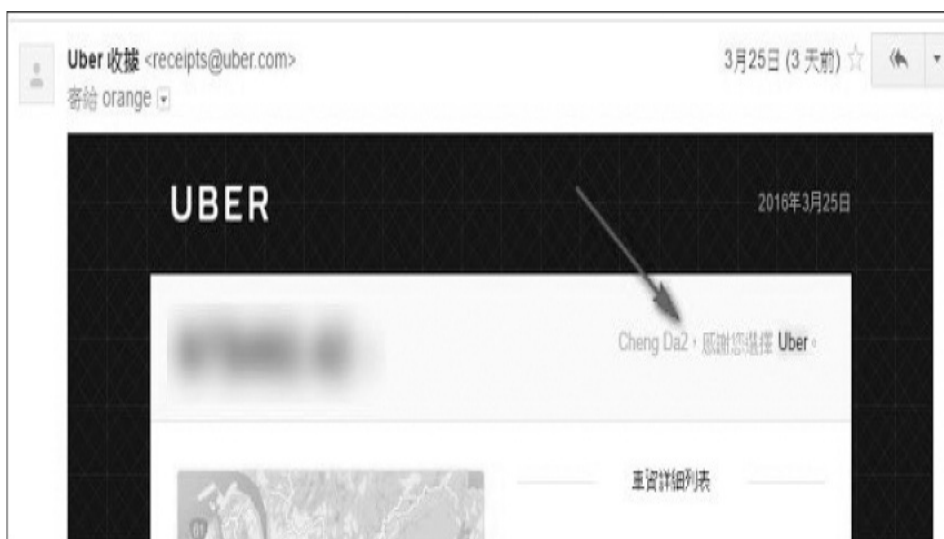 Uber 收據 <receipts@uber.com>
3月25日 (3 天前)
寄給 orange
UBER
2016年3月25日
Cheng Da2，感謝您選擇 Uber。
車資詳細列表
61